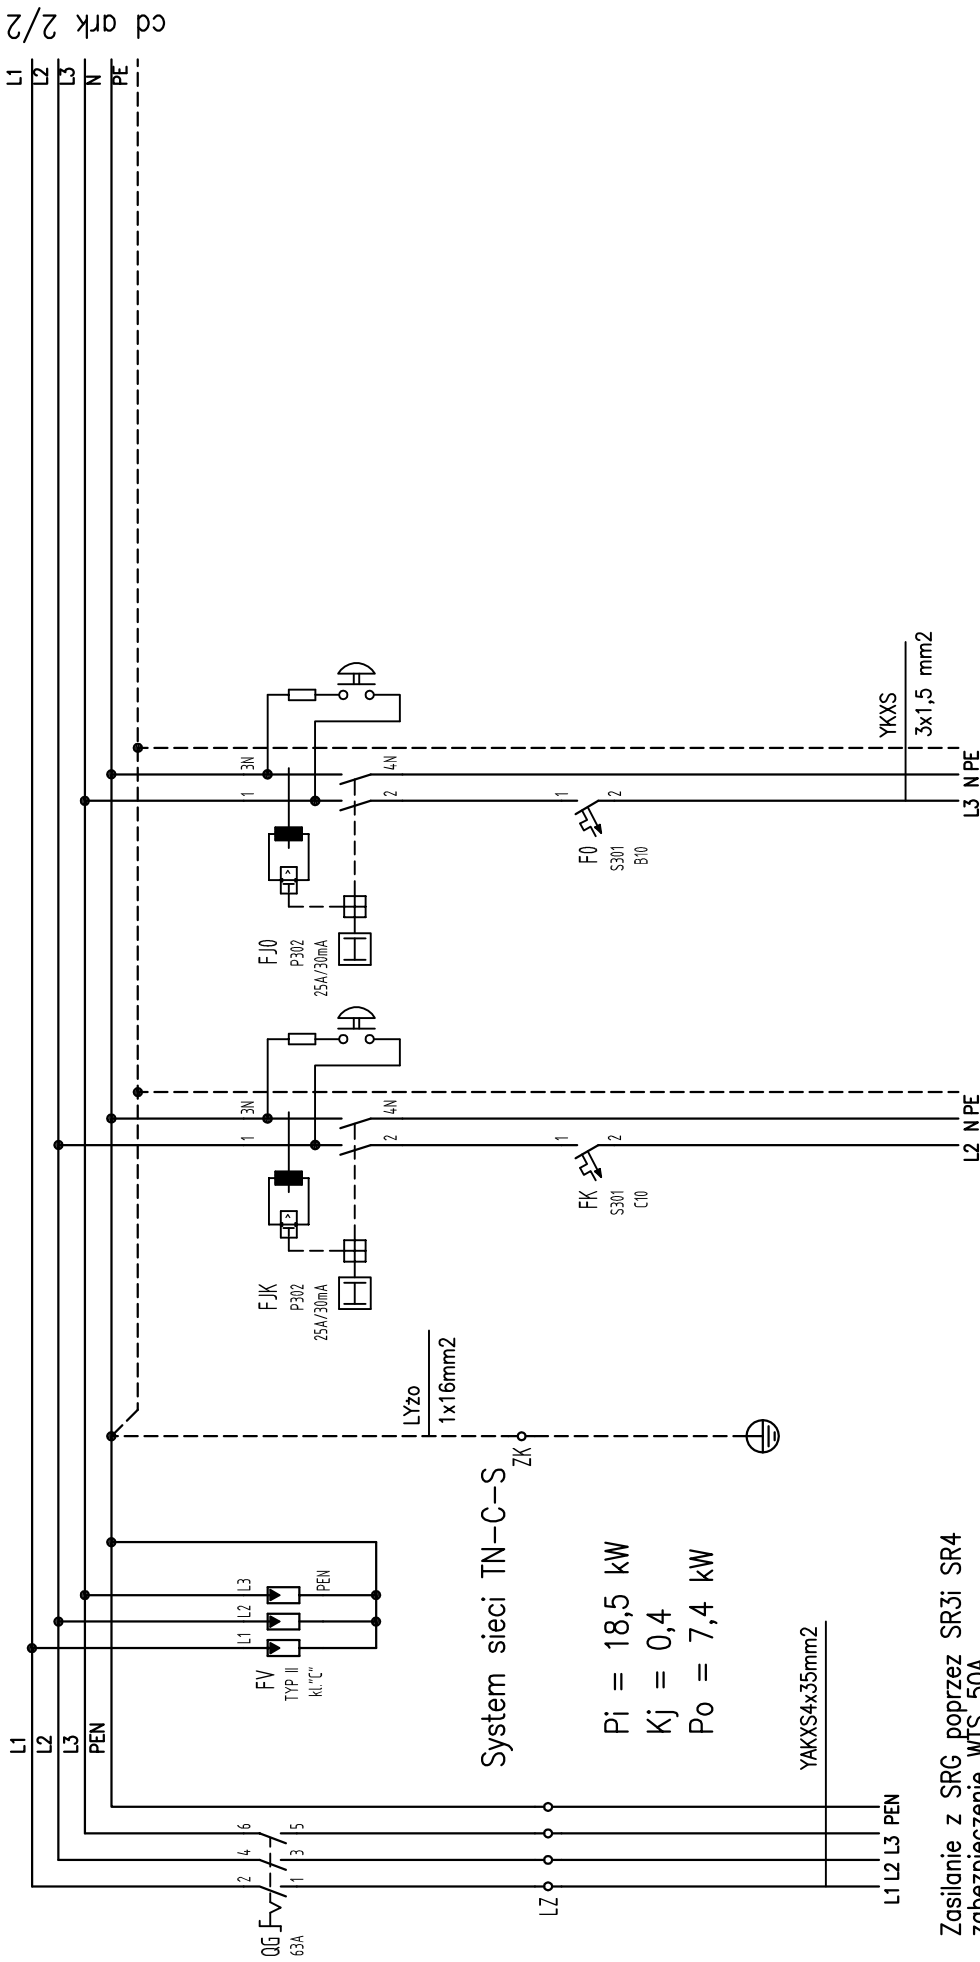 L1
L2
L3
N
PE
cd ark 2/2
L1
L2
L3
PEN
QG
63A
2
4
6
1
3
5
LZ
YAKXS4x35mm2
L1 L2 L3 PEN
Zasilanie z SRG poprzez SR3i SR4
zabezpieczenie WTS 50A
FV
TYP II
kl."C"
L1
L2
L3
PEN
System sieci TN-C-S
Pi = 18,5 kW
Kj = 0,4
Po = 7,4 kW
LYżo
1x16mm2
ZK
FJK
P302
25A/30mA
1
3N
2
4N
FK
S301
C10
1
2
L2 N PE
FJO
P302
25A/30mA
1
3N
2
4N
FO
S301
B10
1
2
YKXS
3x1,5 mm2
L3 N PE